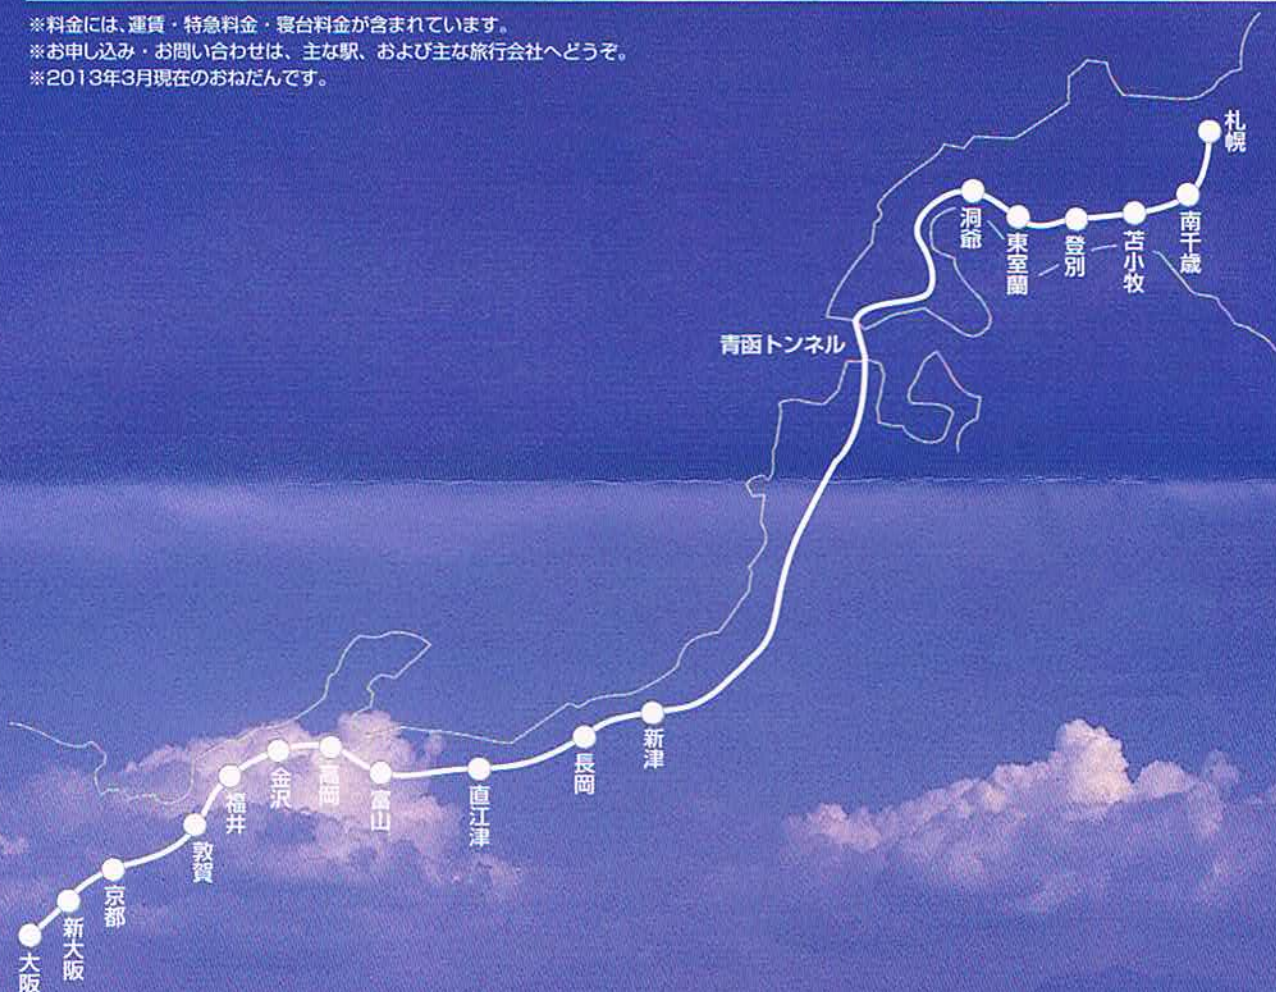 ※料金には、運賃・特急料金・寝台料金が含まれています。
※お申し込み・お問い合わせは、主な駅、および主な旅行会社へどうぞ。
※2013年3月現在のおねだんです。
札幌
南千歳
苫小牧
登別
東室蘭
洞爺
青函トンネル
新津
長岡
直江津
富山
高岡
金沢
福井
敦賀
京都
新大阪
大阪